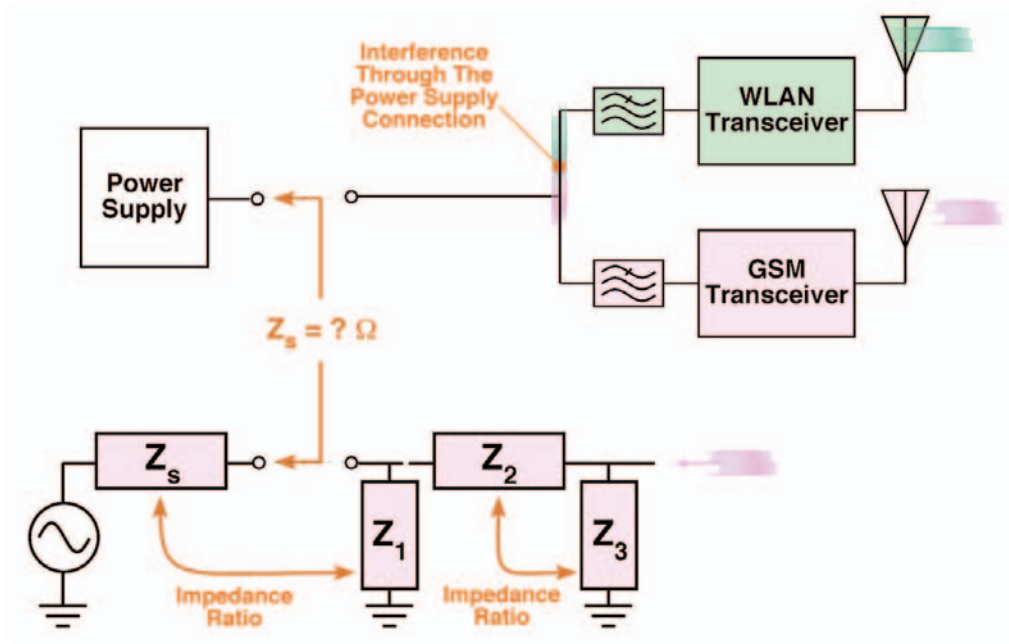 Interference
Through The
Power Supply
Connection
WLAN
Transceiver
Power
Supply
GSM
Transceiver
Zs = ? Ω
Zs
Z2
Z1
Z3
Impedance
Ratio
Impedance
Ratio